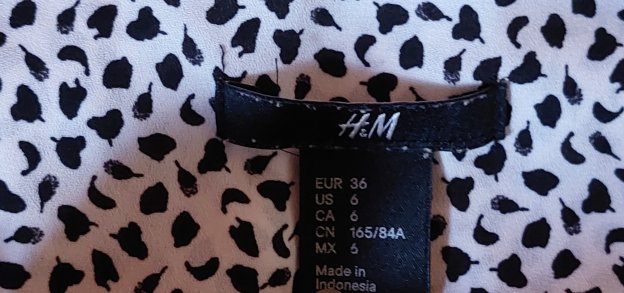 H&M
EUR 36
US 6
CA 6
CN 165/84A
MX 6
Made in
Indonesia